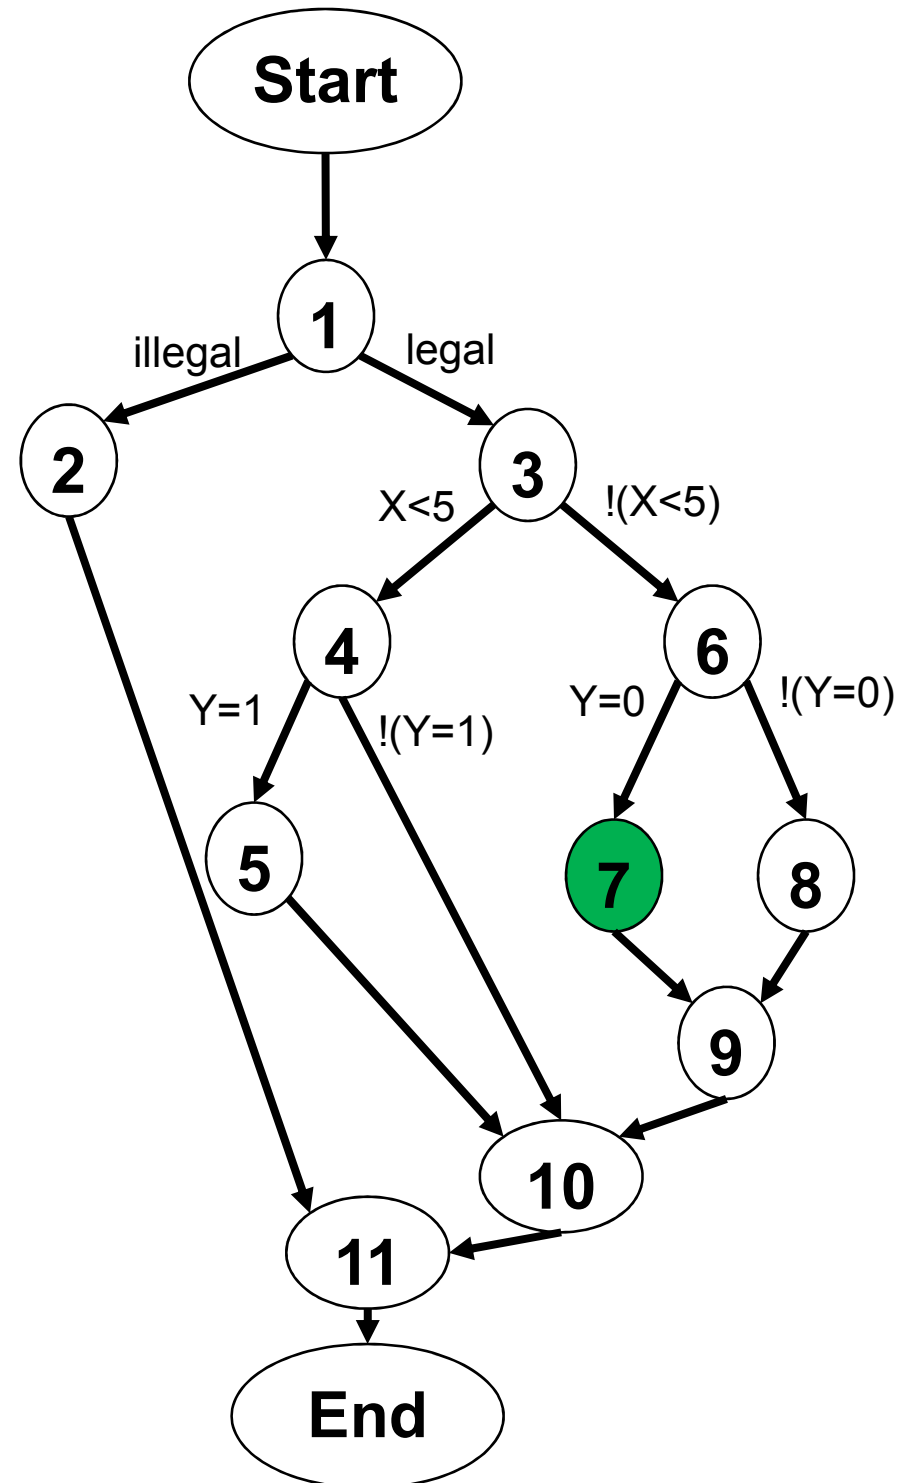 Start
1
illegal
legal
2
3
X<5
!(X<5)
4
6
Y=1
!(Y=1)
Y=0
!(Y=0)
5
7
8
9
10
11
End